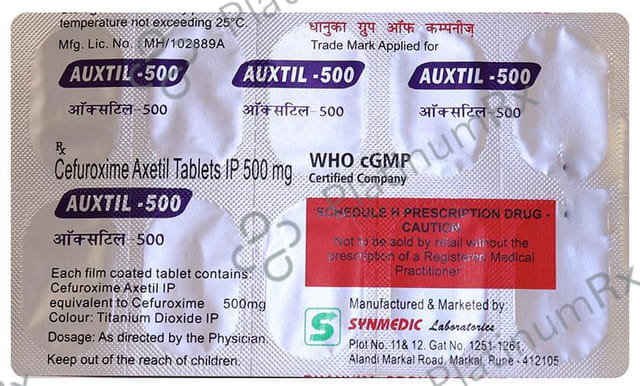 temperature not exceeding 25°C.
Mfg. Lic. No.: MH/102889A
धानुका ग्रुप ऑफ कम्पनीज़
Trade Mark Applied for
AUXTIL -500
ऑक्सटिल-500
AUXTIL -500
ऑक्सटिल-500
AUXTIL -500
ऑक्सटिल-500
Rx
Cefuroxime Axetil Tablets IP 500 mg
WHO cGMP
Certified Company
AUXTIL -500
ऑक्सटिल-500
SCHEDULE H PRESCRIPTION DRUG -
CAUTION
Not to be sold by retail without the
prescription of a Registered Medical
Practitioner
Each film coated tablet contains:
Cefuroxime Axetil IP
equivalent to Cefuroxime 500mg
Colour: Titanium Dioxide IP
Dosage: As directed by the Physician.
Keep out of the reach of children.
Manufactured & Marketed by:
S
SYNMEDIC Laboratories
Plot No. 11& 12. Gat No. 1251-1261,
Alandi Markal Road, Markal, Pune - 412105
PlatinumRx